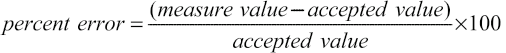 percent error = (measure value − accepted value) / accepted value × 100